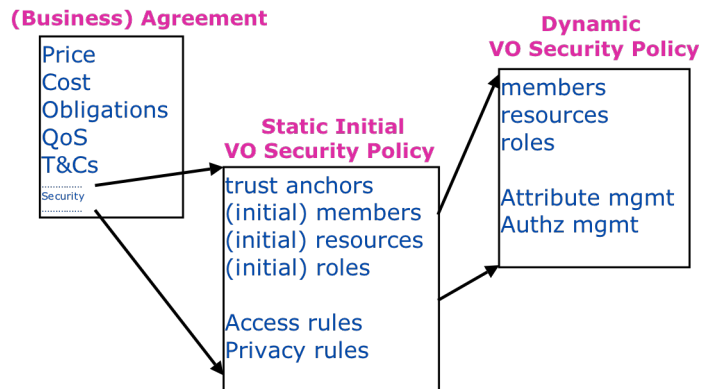 (Business) Agreement
Price
Cost
Obligations
QoS
T&Cs
...............
Security
...............
Static Initial
VO Security Policy
trust anchors
(initial) members
(initial) resources
(initial) roles
Access rules
Privacy rules
Dynamic
VO Security Policy
members
resources
roles
Attribute mgmt
Authz mgmt